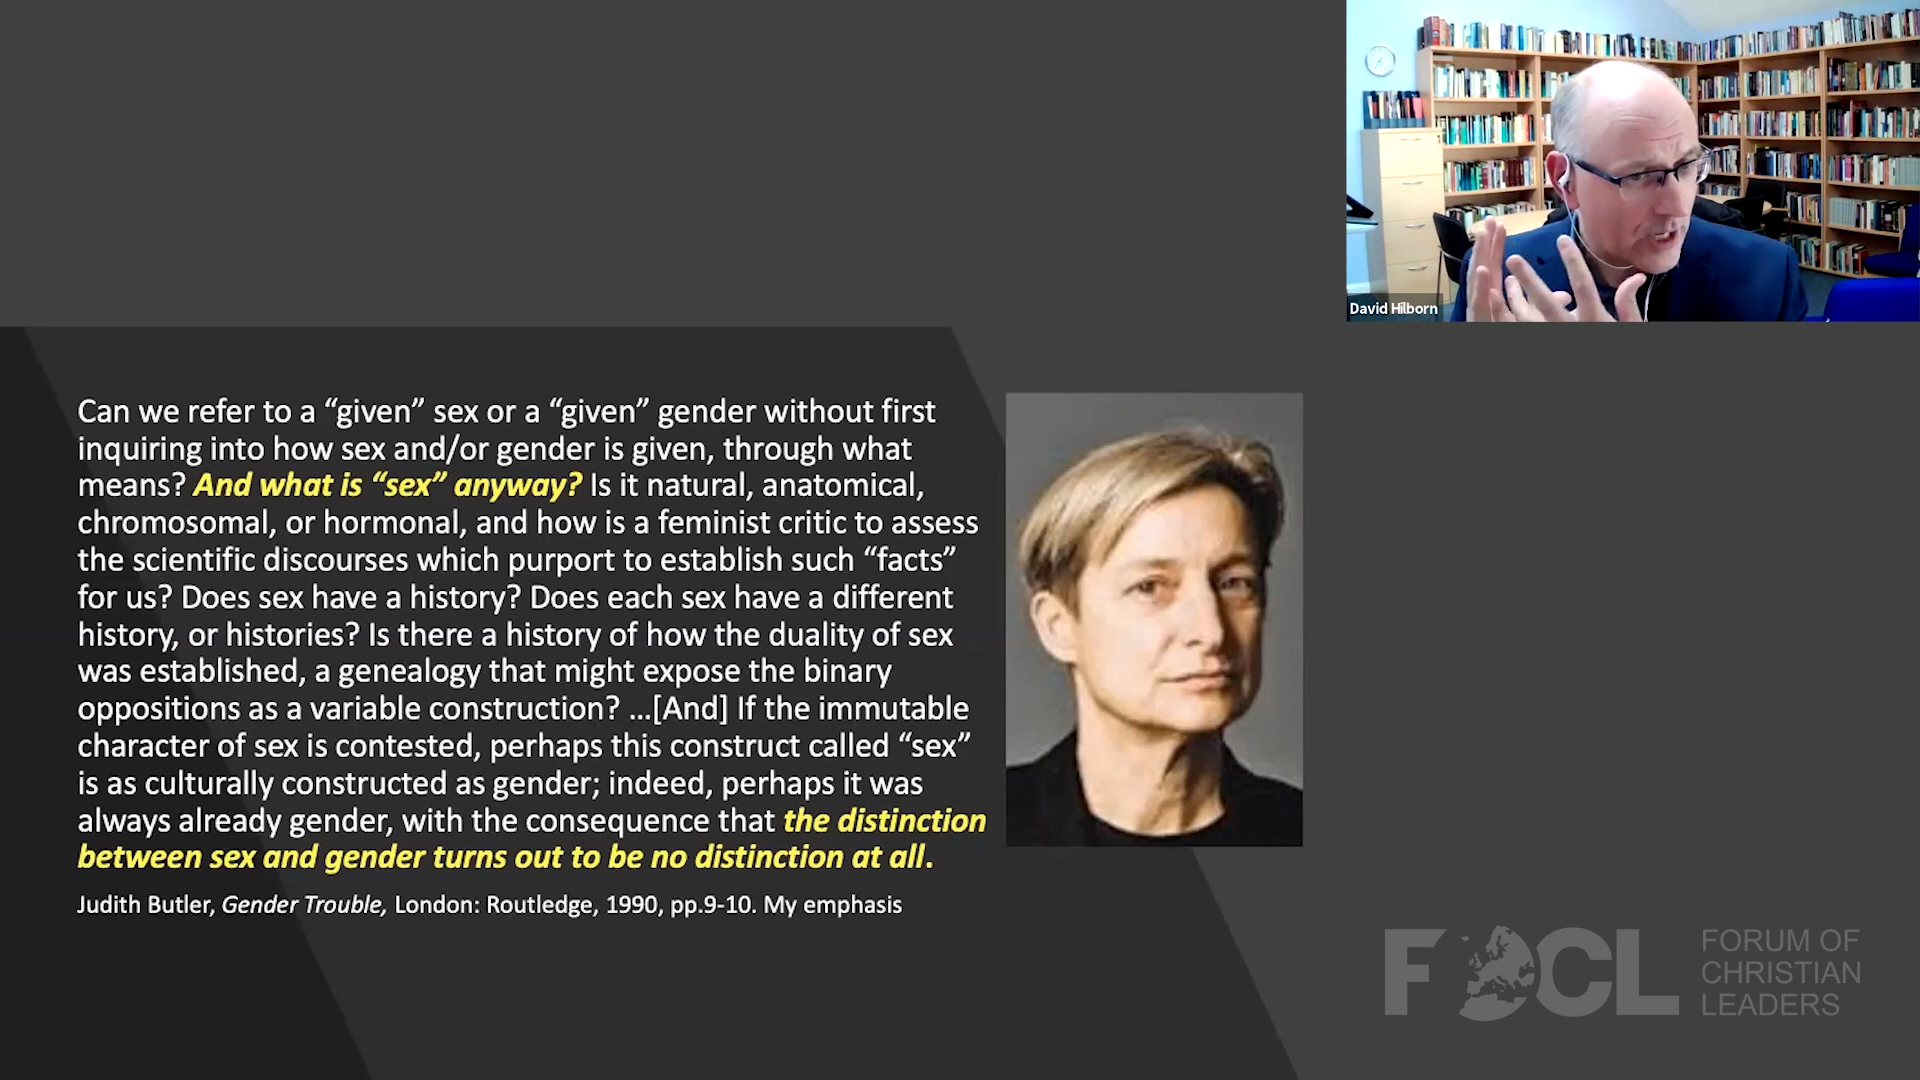 David Hilborn
Can we refer to a “given” sex or a “given” gender without first
inquiring into how sex and/or gender is given, through what
means? And what is “sex” anyway? Is it natural, anatomical,
chromosomal, or hormonal, and how is a feminist critic to assess
the scientific discourses which purport to establish such “facts”
for us? Does sex have a history? Does each sex have a different
history, or histories? Is there a history of how the duality of sex
was established, a genealogy that might expose the binary
oppositions as a variable construction? ...[And] If the immutable
character of sex is contested, perhaps this construct called “sex”
is as culturally constructed as gender; indeed, perhaps it was
always already gender, with the consequence that the distinction
between sex and gender turns out to be no distinction at all.
Judith Butler, Gender Trouble, London: Routledge, 1990, pp.9-10. My emphasis
FOCL
FORUM OF
CHRISTIAN
LEADERS